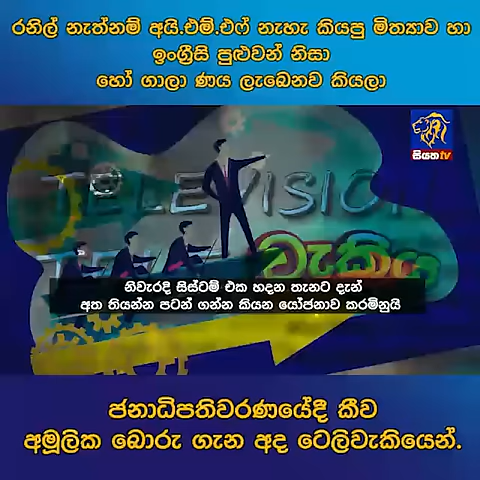 රනිල් නැත්නම් අයි.එම්.එෆ් නැහැ කියපු මිත්‍යාව හා
ඉංග්‍රීසි පුළුවන් නිසා
හෝ ගාලා ණය ලැබෙනව කියලා
සියත tv
TELEVISION
වැකිය
නිවැරදි සිස්ටම් එක හදන තැනට දැන්
අත තියන්න පටන් ගන්න කියන යෝජනාව කරමිනුයි
ජනාධිපතිවරණයේදී කීව
අමූලික බොරු ගැන අද ටෙලිවැකියෙන්.